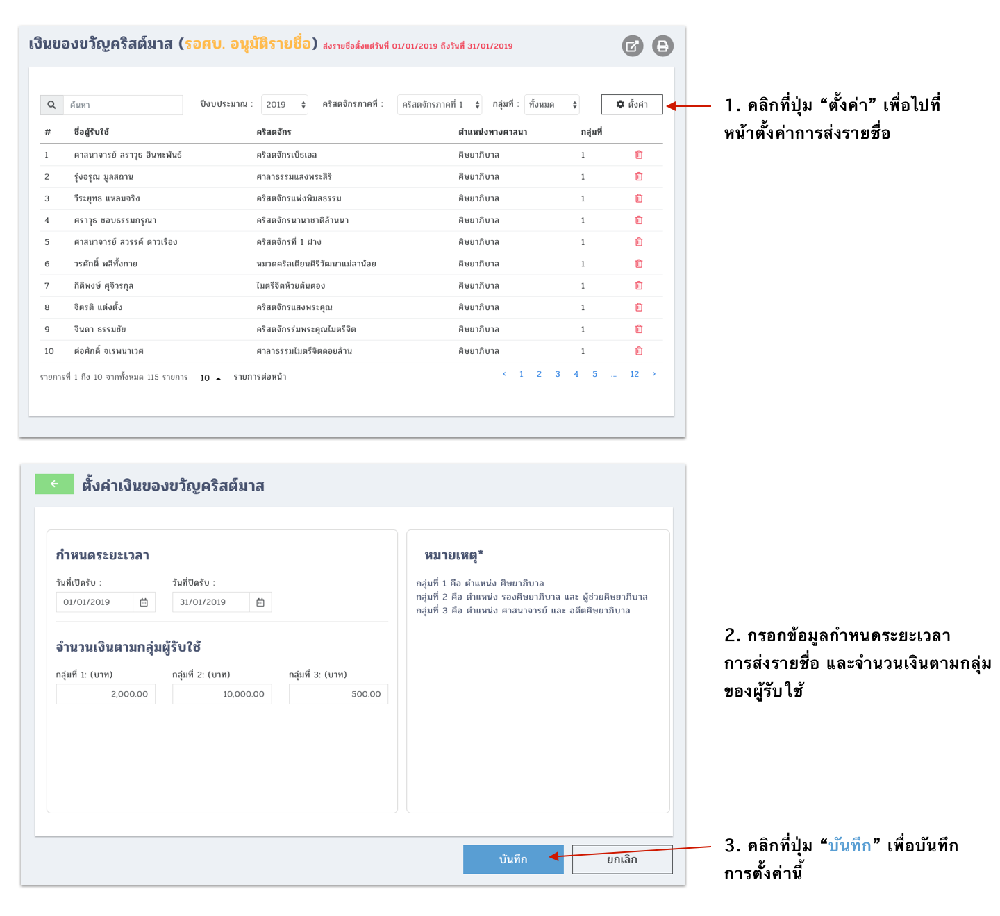 เงินของขวัญคริสต์มาส (รอศบ. อนุมัติรายชื่อ) ส่งรายชื่อตั้งแต่วันที่ 01/01/2019 ถึงวันที่ 31/01/2019
ค้นหา ปีงบประมาณ : 2019 คริสตจักรภาคที่ : คริสตจักรภาคที่ 1 กลุ่มที่ : ทั้งหมด ตั้งค่า
# ชื่อผู้รับใช้ คริสตจักร ตำแหน่งทางศาสนา กลุ่มที่
1 ศาสนาจารย์ สราวุธ อินทะพันธ์ คริสตจักรเบ็ธเอล ศิษยาภิบาล 1
2 รุ่งอรุณ มูลสถาน ศาลาธรรมแสงพระสิริ ศิษยาภิบาล 1
3 วีระยุทธ แหลมจริง คริสตจักรแห่งพิมลธรรม ศิษยาภิบาล 1
4 ศราวุธ ชอบธรรมกรุณา คริสตจักรนานาชาติล้านนา ศิษยาภิบาล 1
5 ศาสนาจารย์ สวรรค์ ดาวเรือง คริสตจักรที่ 1 ฝาง ศิษยาภิบาล 1
6 วรศักดิ์ พลีทั้งกาย หมวดคริสเตียนศิริวัฒนาแม่ลาน้อย ศิษยาภิบาล 1
7 กิติพงษ์ ศุจิวรกุล ไมตรีจิตห้วยต้นตอง ศิษยาภิบาล 1
8 จิตรติ แต่งตั้ง คริสตจักรแสงพระคุณ ศิษยาภิบาล 1
9 จินดา ธรรมชัย คริสตจักรร่มพระคุณไมตรีจิต ศิษยาภิบาล 1
10 ต่อศักดิ์ จเรพนาเวศ ศาลาธรรมไมตรีจิตดอยล้าน ศิษยาภิบาล 1
รายการที่ 1 ถึง 10 จากทั้งหมด 115 รายการ 10 รายการต่อหน้า ‹ 1 2 3 4 5 ... 12 ›
1. คลิกที่ปุ่ม “ตั้งค่า” เพื่อไปที่
หน้าตั้งค่าการส่งรายชื่อ
ตั้งค่าเงินของขวัญคริสต์มาส
กำหนดระยะเวลา
วันที่เปิดรับ : วันที่ปิดรับ :
01/01/2019 31/01/2019
จำนวนเงินตามกลุ่มผู้รับใช้
กลุ่มที่ 1: (บาท) กลุ่มที่ 2: (บาท) กลุ่มที่ 3: (บาท)
2,000.00 10,000.00 500.00
หมายเหตุ*
กลุ่มที่ 1 คือ ตำแหน่ง ศิษยาภิบาล
กลุ่มที่ 2 คือ ตำแหน่ง รองศิษยาภิบาล และ ผู้ช่วยศิษยาภิบาล
กลุ่มที่ 3 คือ ตำแหน่ง ศาสนาจารย์ และ อดีตศิษยาภิบาล
บันทึก ยกเลิก
2. กรอกข้อมูลกำหนดระยะเวลา
การส่งรายชื่อ และจำนวนเงินตามกลุ่ม
ของผู้รับใช้
3. คลิกที่ปุ่ม “บันทึก” เพื่อบันทึก
การตั้งค่านี้